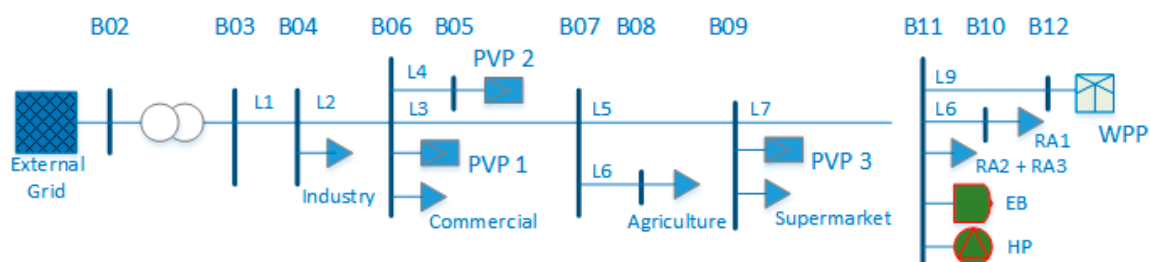 B02 B03 B04 B06 B05 B07 B08 B09 B11 B10 B12
PVP 2
L4
L9
L1 L2 L3 L5 L7 L6
RA1
WPP
External
Grid
Industry
PVP 1
L6
PVP 3
RA2 + RA3
Commercial
Agriculture
Supermarket
EB
HP